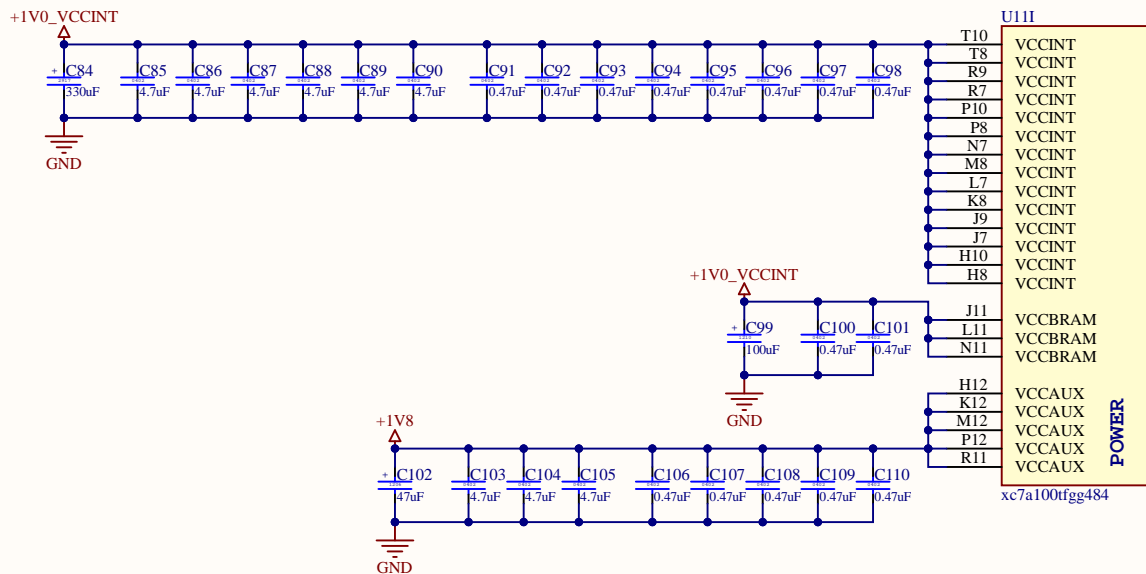 U11I
+1V0_VCCINT
C84 C85 C86 C87 C88 C89 C90 C91 C92 C93 C94 C95 C96 C97 C98
330uF 4.7uF 4.7uF 4.7uF 4.7uF 4.7uF 4.7uF 0.47uF 0.47uF 0.47uF 0.47uF 0.47uF 0.47uF 0.47uF 0.47uF
GND
T10 VCCINT
T8 VCCINT
R9 VCCINT
R7 VCCINT
P10 VCCINT
P8 VCCINT
N7 VCCINT
M8 VCCINT
L7 VCCINT
K8 VCCINT
J9 VCCINT
J7 VCCINT
H10 VCCINT
H8 VCCINT
+1V0_VCCINT
C99 C100 C101
100uF 0.47uF 0.47uF
GND
J11 VCCBRAM
L11 VCCBRAM
N11 VCCBRAM
H12 VCCAUX
K12 VCCAUX
M12 VCCAUX
P12 VCCAUX
R11 VCCAUX
POWER
+1V8
C102 C103 C104 C105 C106 C107 C108 C109 C110
47uF 4.7uF 4.7uF 4.7uF 0.47uF 0.47uF 0.47uF 0.47uF 0.47uF
GND
xc7a100tfgg484